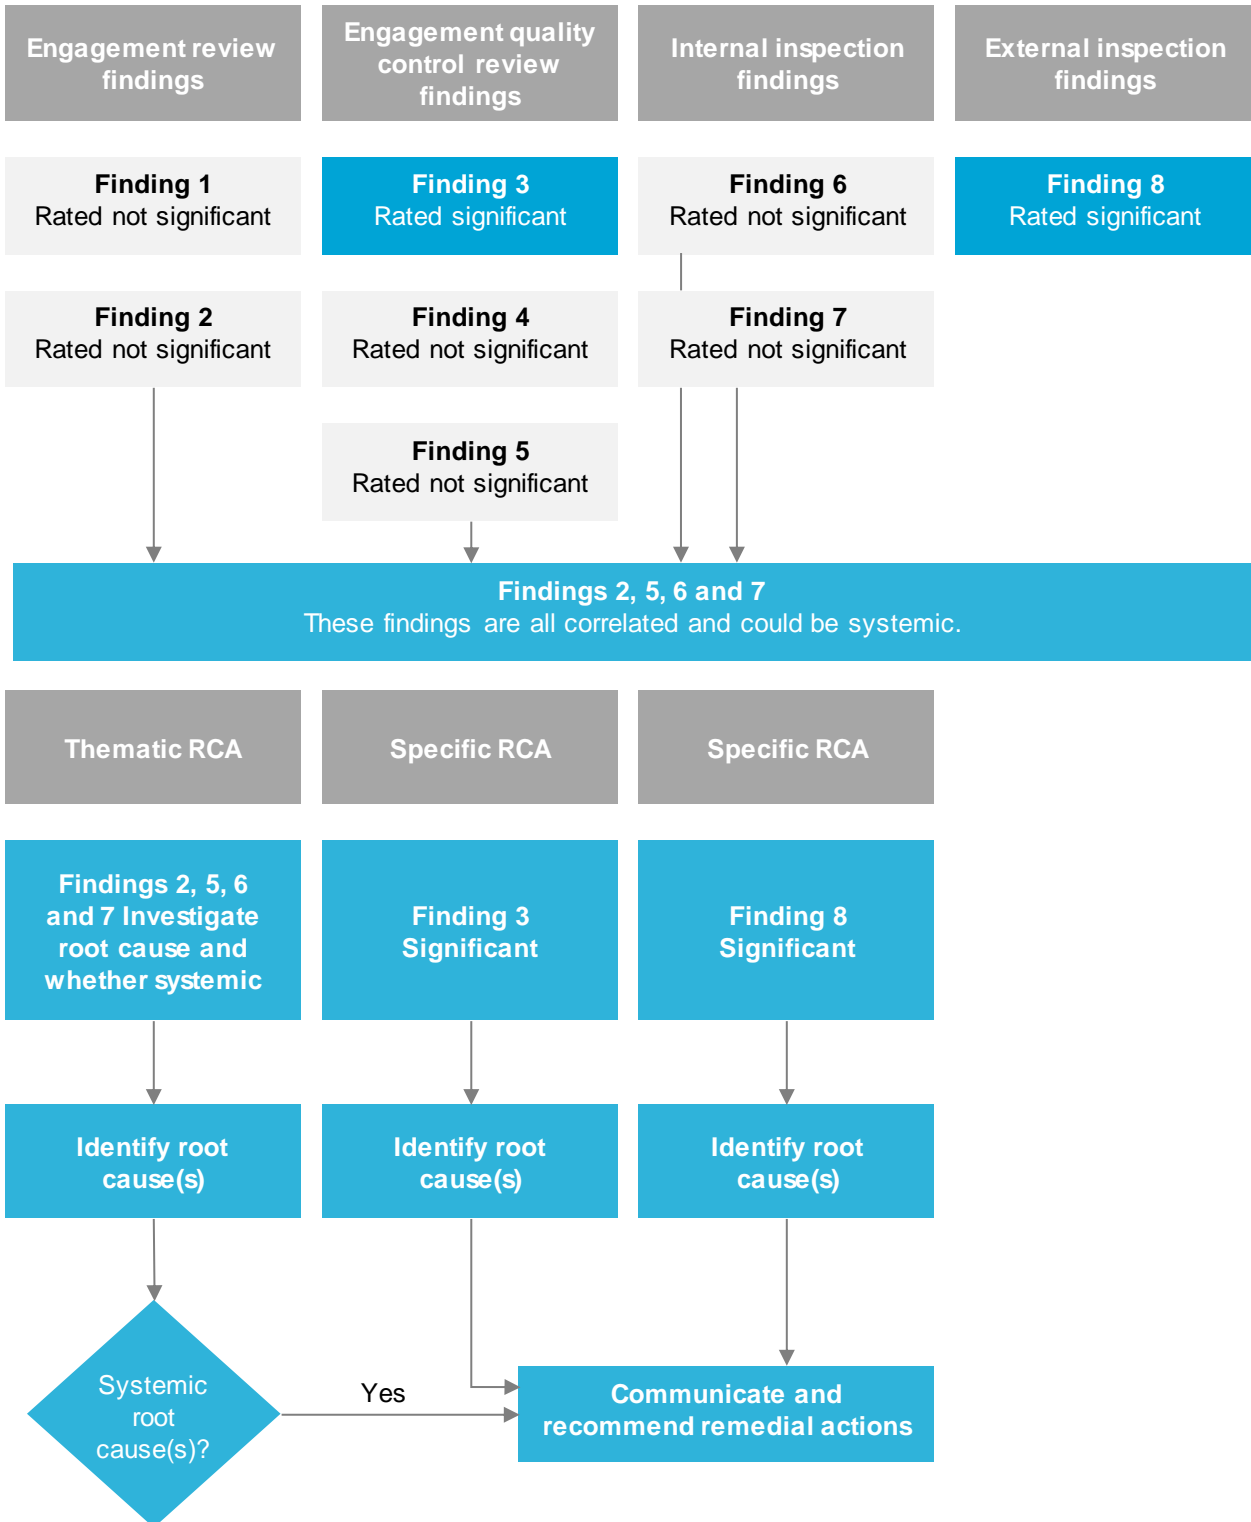 Engagement review
findings
Engagement quality
control review
findings
Internal inspection
findings
External inspection
findings
Finding 1
Rated not significant
Finding 3
Rated significant
Finding 6
Rated not significant
Finding 8
Rated significant
Finding 2
Rated not significant
Finding 4
Rated not significant
Finding 7
Rated not significant
Finding 5
Rated not significant
Findings 2, 5, 6 and 7
These findings are all correlated and could be systemic.
Thematic RCA
Specific RCA
Specific RCA
Findings 2, 5, 6
and 7 Investigate
root cause and
whether systemic
Finding 3
Significant
Finding 8
Significant
Identify root
cause(s)
Identify root
cause(s)
Identify root
cause(s)
Systemic
root
cause(s)?
Yes
Communicate and
recommend remedial actions